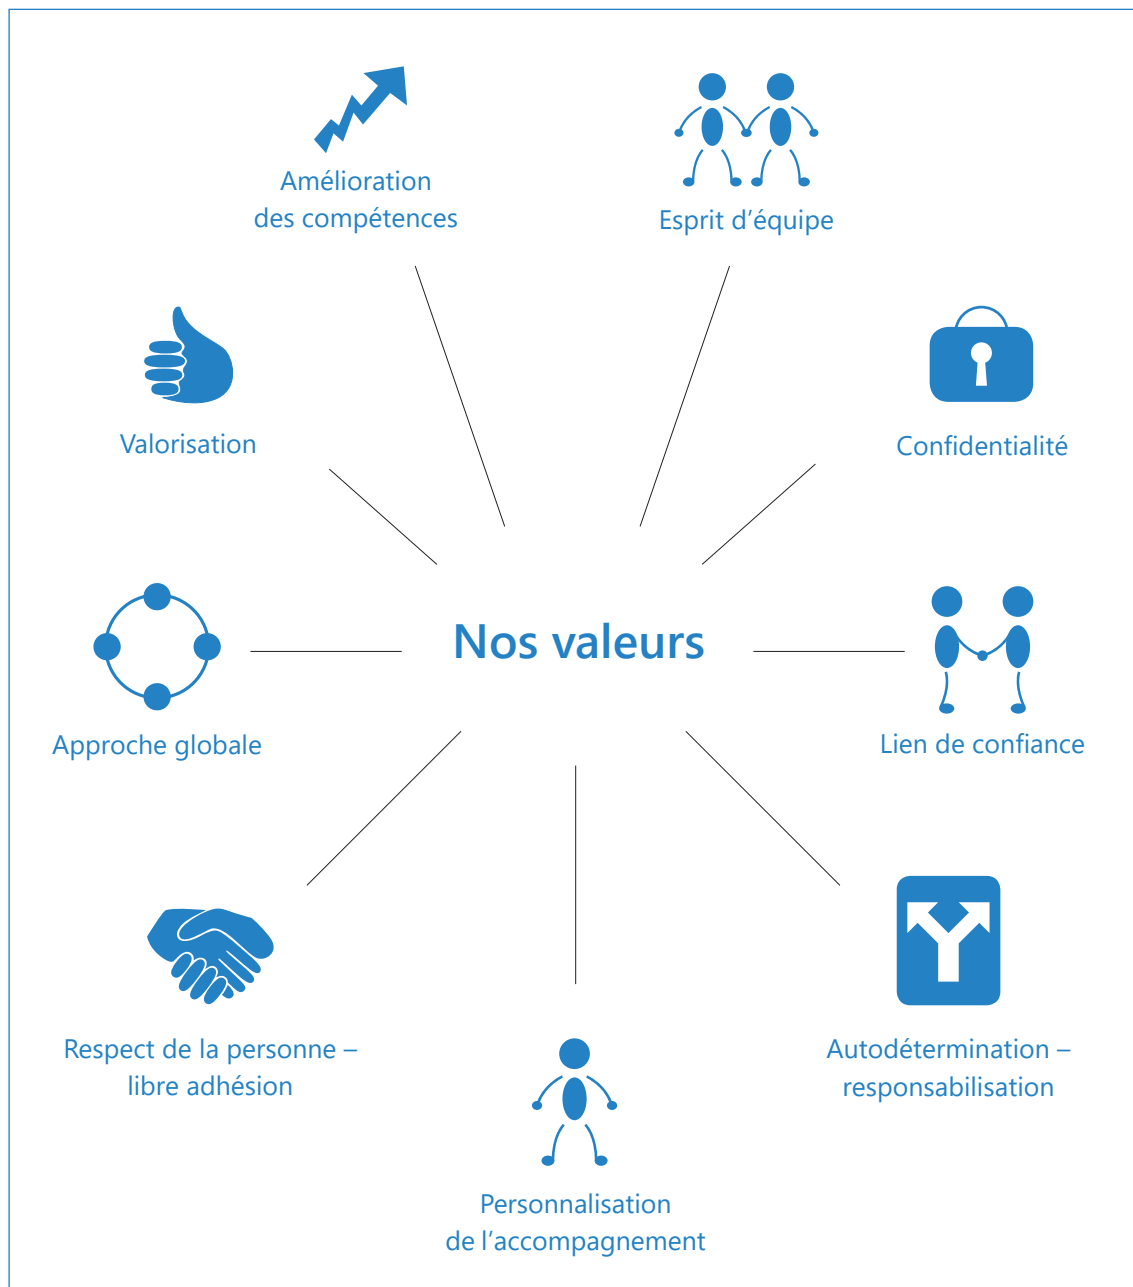 Amélioration
des compétences
Esprit d’équipe
Valorisation
Confidentialité
Nos valeurs
Approche globale
Lien de confiance
Respect de la personne –
libre adhésion
Autodétermination –
responsabilisation
Personnalisation
de l’accompagnement